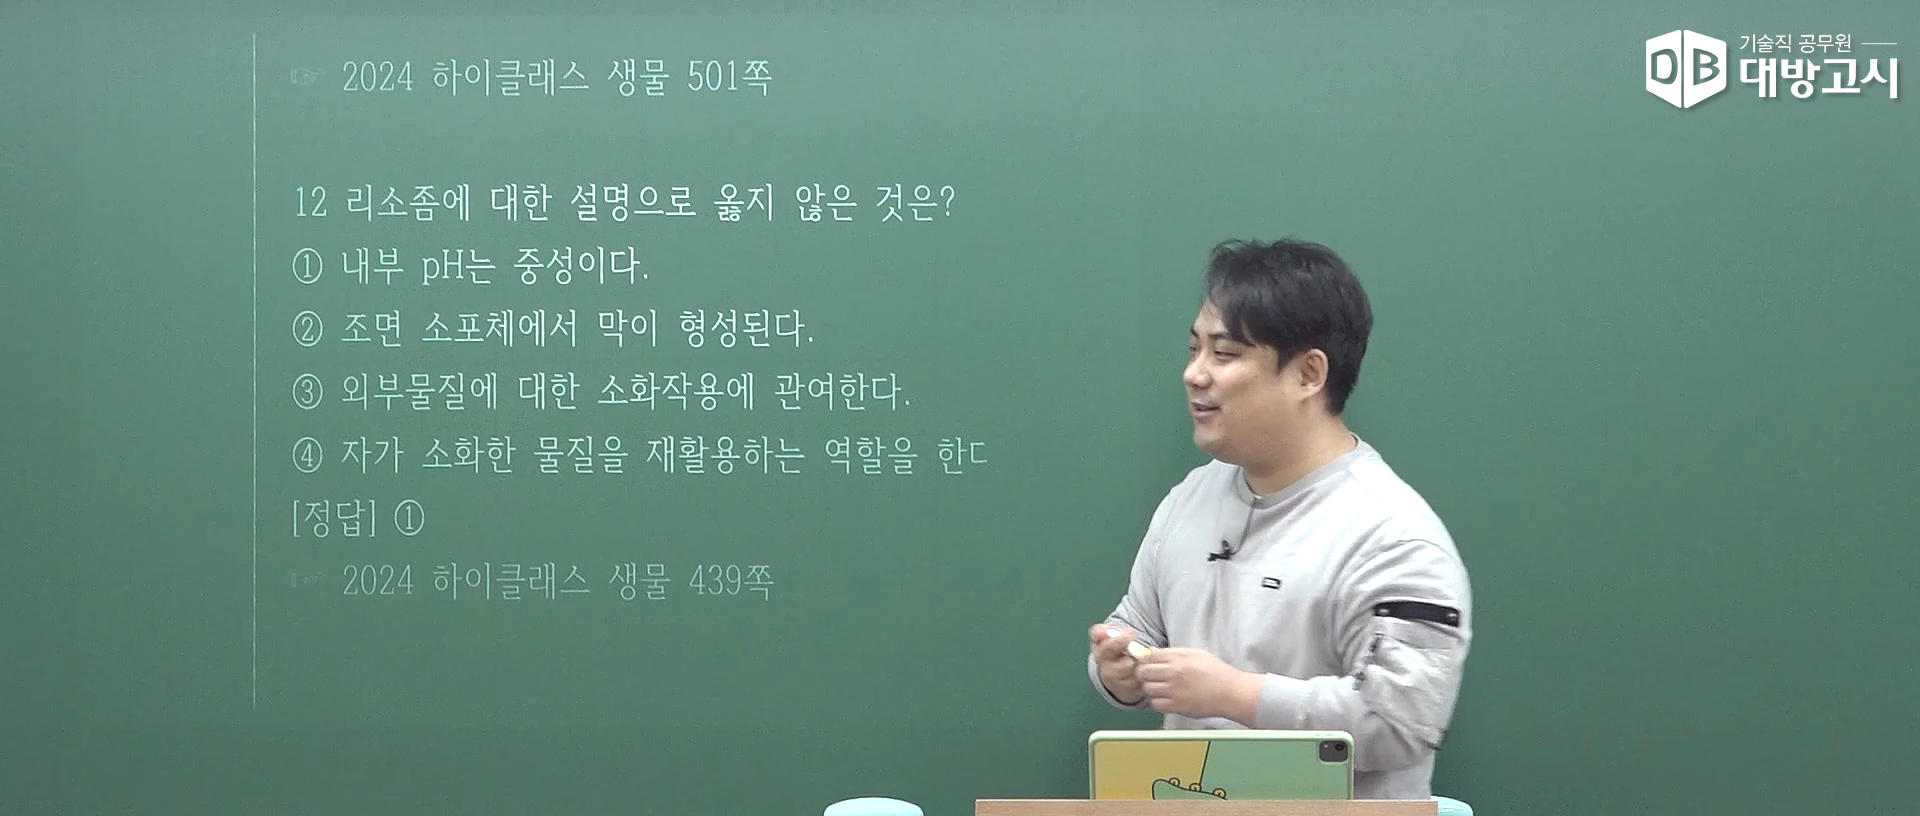 ☞ 2024 하이클래스 생물 501쪽
12 리소좀에 대한 설명으로 옳지 않은 것은?
① 내부 pH는 중성이다.
② 조면 소포체에서 막이 형성된다.
③ 외부물질에 대한 소화작용에 관여한다.
④ 자가 소화한 물질을 재활용하는 역할을 한ㄷ
[정답] ①
☞ 2024 하이클래스 생물 439쪽
DB
기술직 공무원
대방고시